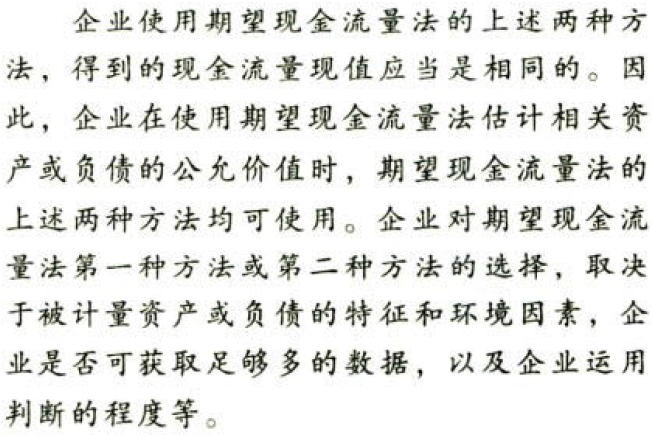 企业使用期望现金流量法的上述两种方
法，得到的现金流量现值应当是相同的。因
此，企业在使用期望现金流量法估计相关资
产或负债的公允价值时，期望现金流量法的
上述两种方法均可使用。企业对期望现金流
量法第一种方法或第二种方法的选择，取决
于被计量资产或负债的特征和环境因素，企
业是否可获取足够多的数据，以及企业运用
判断的程度等。